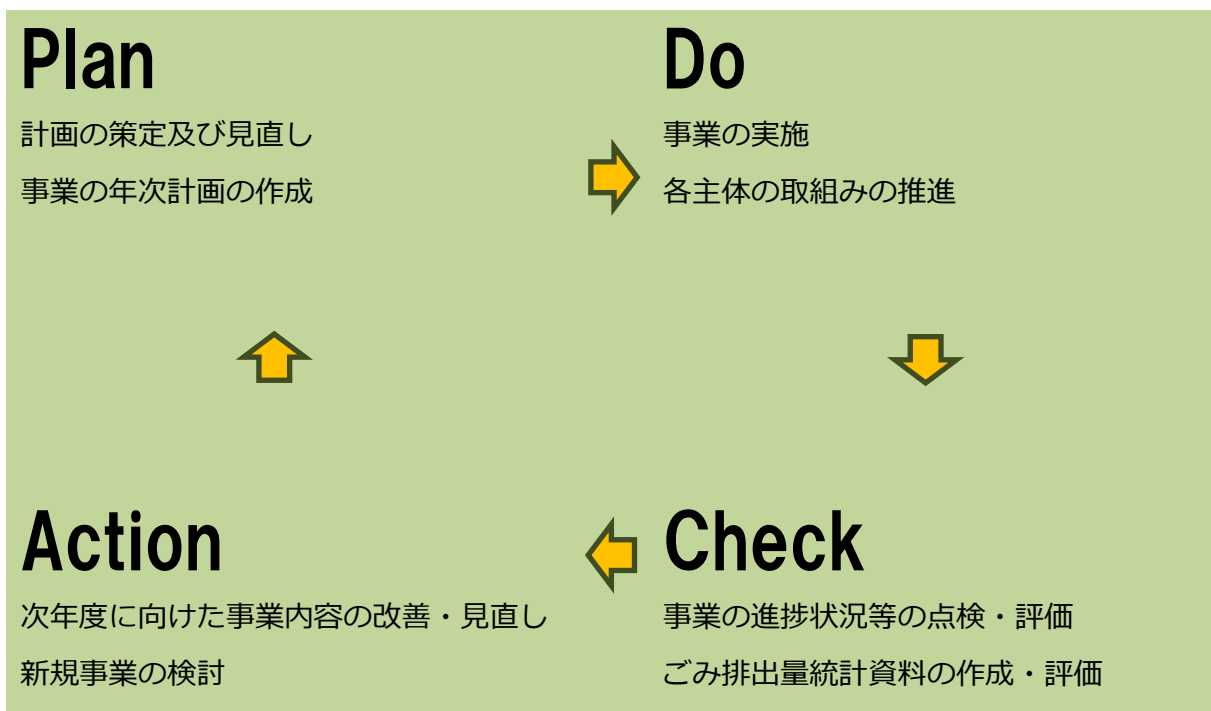 Plan
計画の策定及び見直し
事業の年次計画の作成
Do
事業の実施
各主体の取組みの推進
Action
次年度に向けた事業内容の改善・見直し
新規事業の検討
Check
事業の進捗状況等の点検・評価
ごみ排出量統計資料の作成・評価